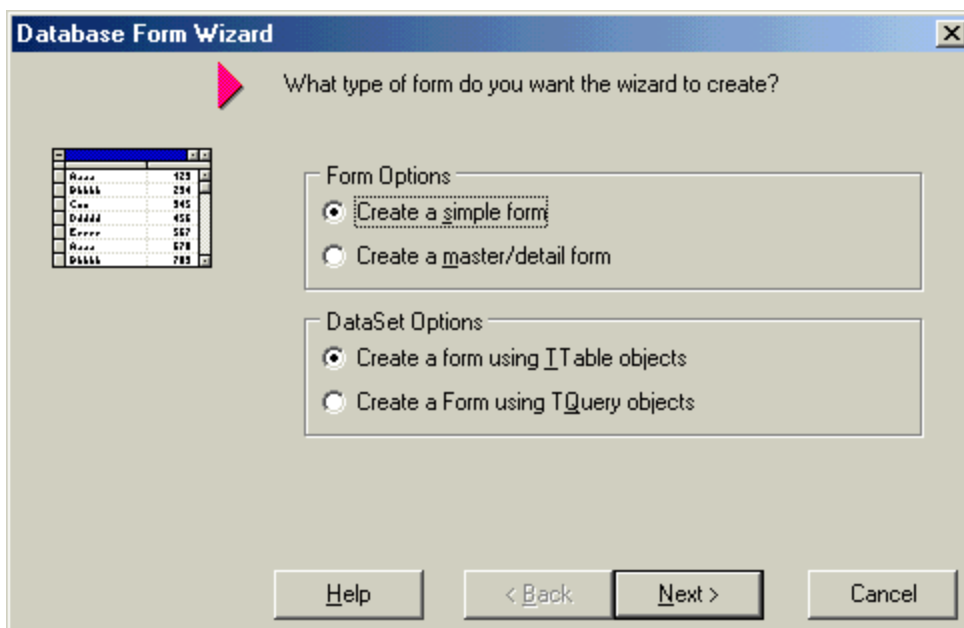 Database Form Wizard
What type of form do you want the wizard to create?
Form Options
Create a simple form
Create a master/detail form
DataSet Options
Create a form using TTable objects
Create a Form using TQuery objects
Help
< Back
Next >
Cancel